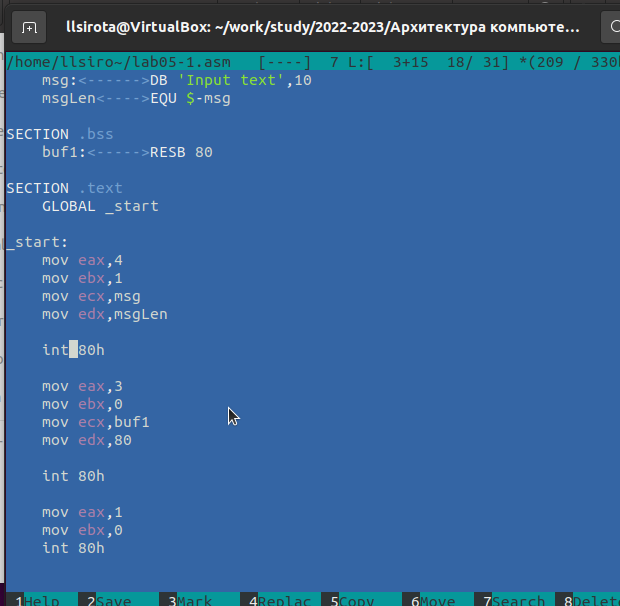 llsirota@VirtualBox: ~/work/study/2022-2023/Архитектура компьюте...
/home/llsiro~/lab05-1.asm [----] 7 L:[ 3+15 18/ 31] *(209 / 330
msg:<------>DB 'Input text',10
msgLen<---->EQU $-msg
SECTION .bss
buf1:<----->RESB 80
SECTION .text
GLOBAL _start
_start:
mov eax,4
mov ebx,1
mov ecx,msg
mov edx,msgLen
int 80h
mov eax,3
mov ebx,0
mov ecx,buf1
mov edx,80
int 80h
mov eax,1
mov ebx,0
int 80h
1Help 2Save 3Mark 4Replac 5Copy 6Move 7Search 8Delete